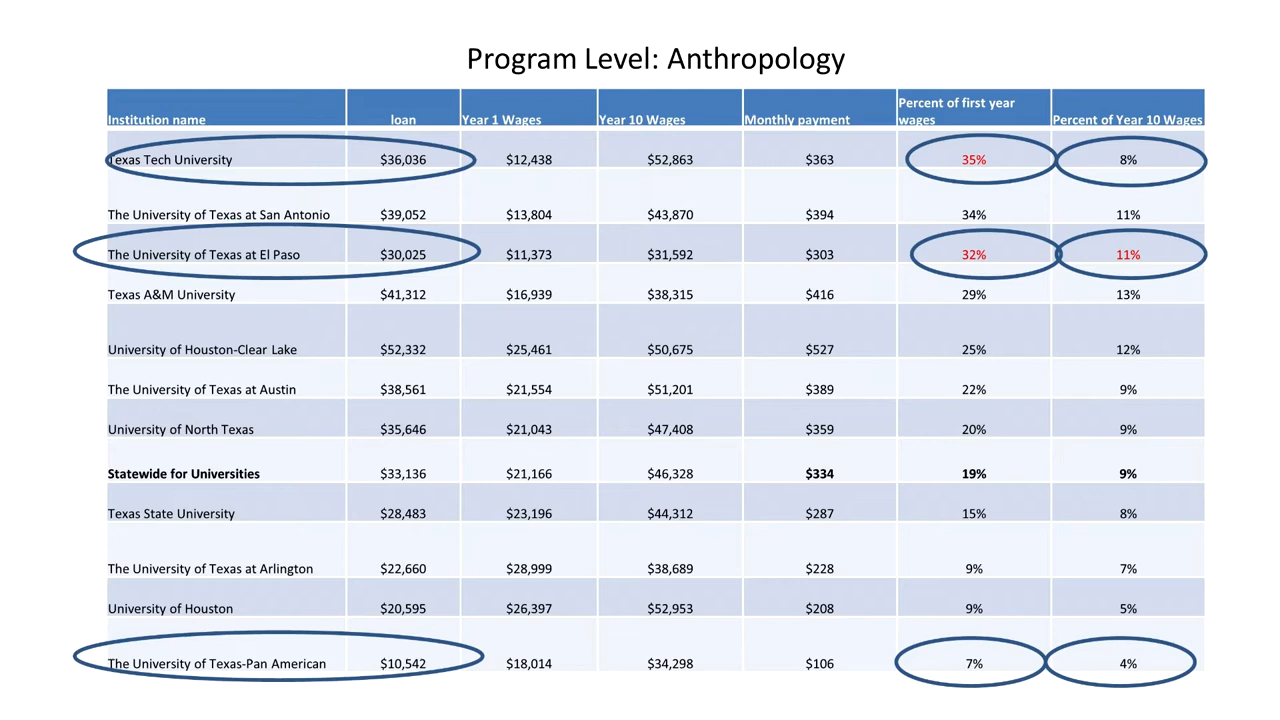 Program Level: Anthropology
Institution name loan Year 1 Wages Year 10 Wages Monthly payment Percent of first year wages Percent of Year 10 Wages
Texas Tech University $36,036 $12,438 $52,863 $363 35% 8%
The University of Texas at San Antonio $39,052 $13,804 $43,870 $394 34% 11%
The University of Texas at El Paso $30,025 $11,373 $31,592 $303 32% 11%
Texas A&M University $41,312 $16,939 $38,315 $416 29% 13%
University of Houston-Clear Lake $52,332 $25,461 $50,675 $527 25% 12%
The University of Texas at Austin $38,561 $21,554 $51,201 $389 22% 9%
University of North Texas $35,646 $21,043 $47,408 $359 20% 9%
Statewide for Universities $33,136 $21,166 $46,328 $334 19% 9%
Texas State University $28,483 $23,196 $44,312 $287 15% 8%
The University of Texas at Arlington $22,660 $28,999 $38,689 $228 9% 7%
University of Houston $20,595 $26,397 $52,953 $208 9% 5%
The University of Texas-Pan American $10,542 $18,014 $34,298 $106 7% 4%